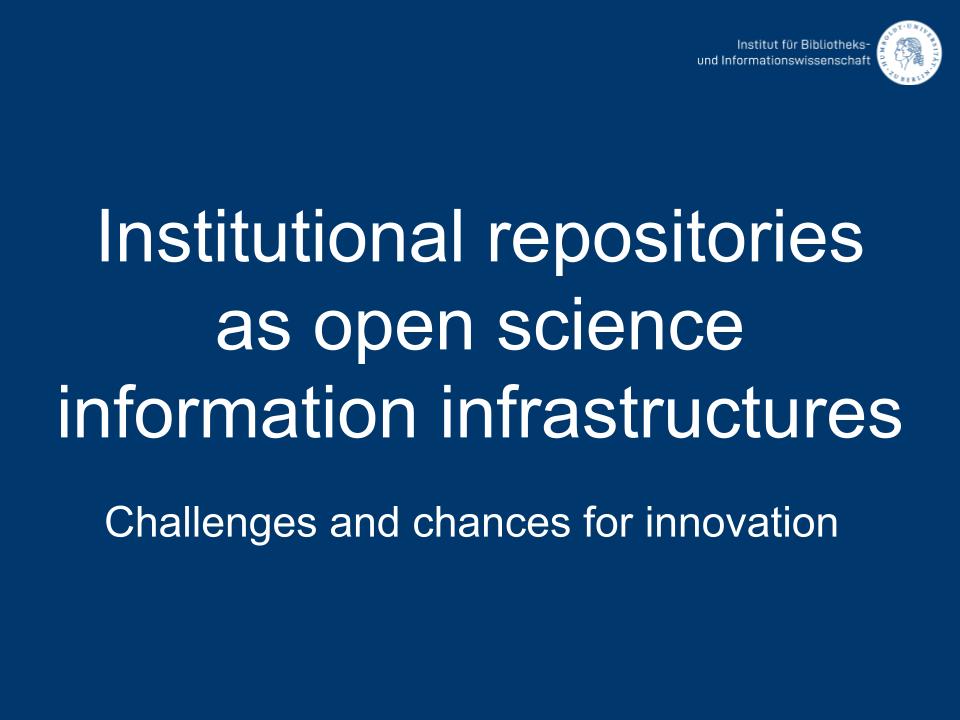 Institut für Bibliotheks-
und Informationswissenschaft
HUMBOLDT-UNIVERSITÄT
ZU BERLIN
Institutional repositories
as open science
information infrastructures
Challenges and chances for innovation